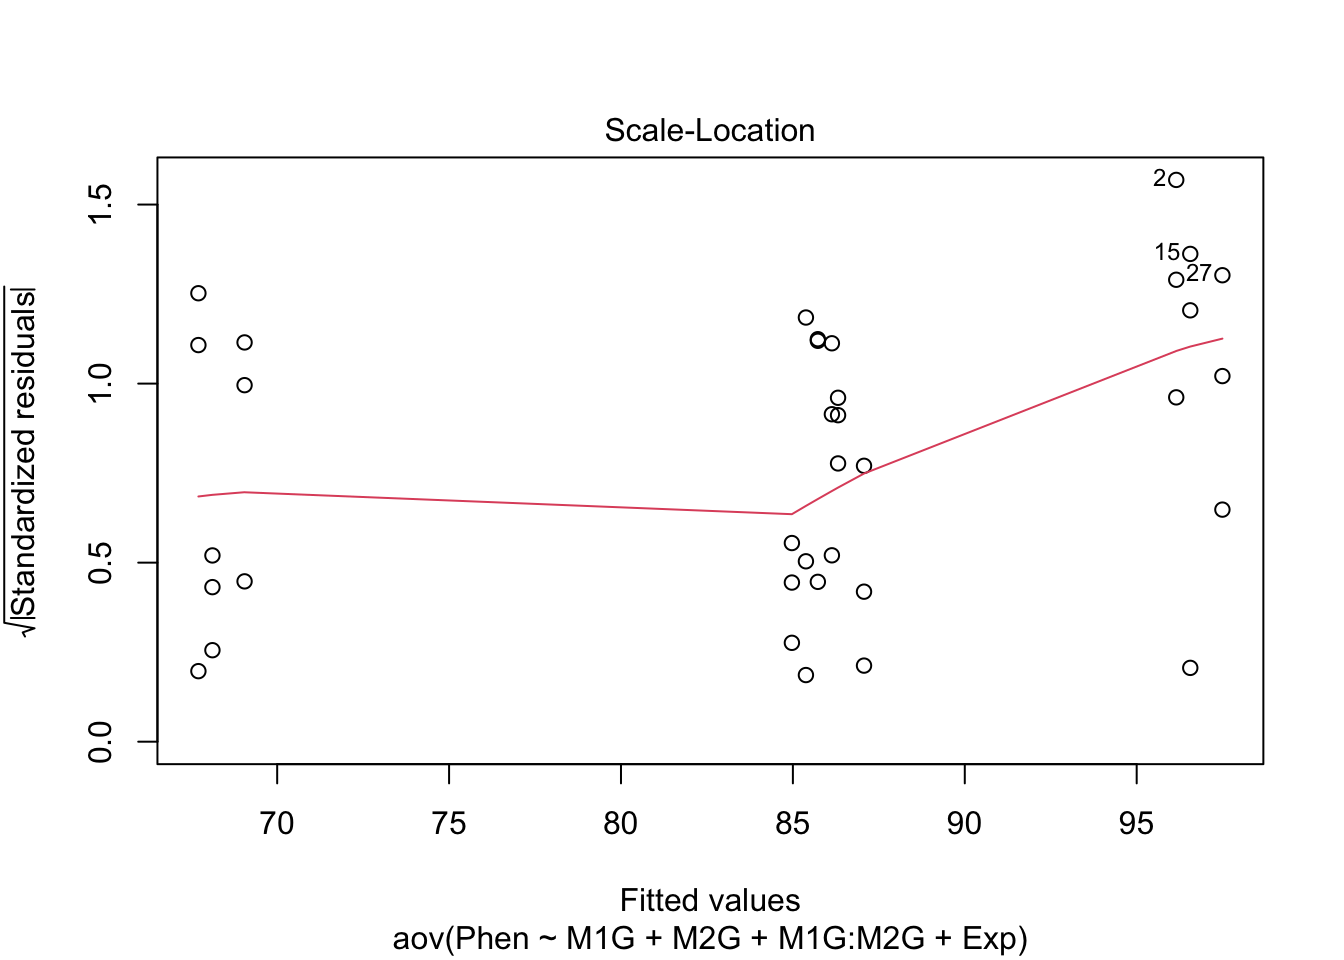 Scale-Location
√|Standardized residuals|
1.5
1.0
0.5
0.0
2
15
27
70 75 80 85 90 95
Fitted values
aov(Phen ~ M1G + M2G + M1G:M2G + Exp)